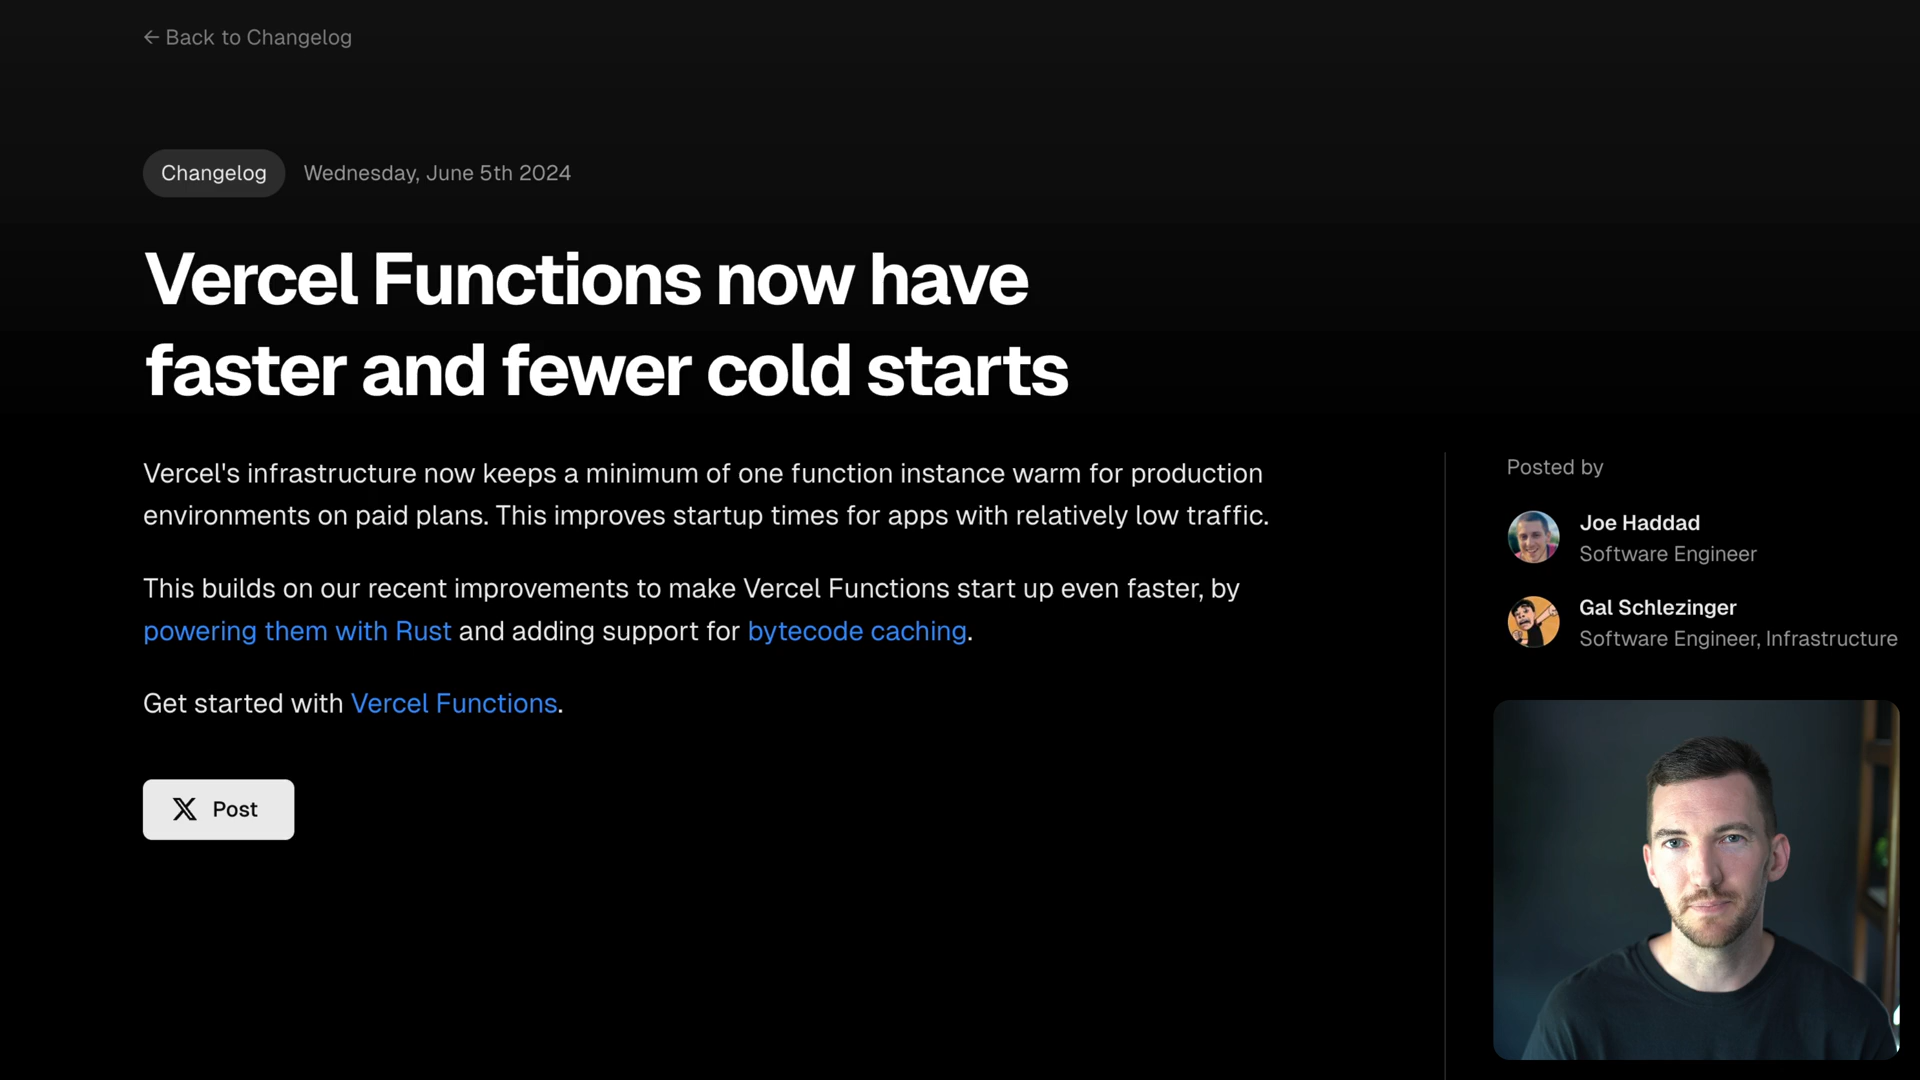 ← Back to Changelog
Changelog Wednesday, June 5th 2024
Vercel Functions now have
faster and fewer cold starts
Vercel's infrastructure now keeps a minimum of one function instance warm for production
environments on paid plans. This improves startup times for apps with relatively low traffic.
This builds on our recent improvements to make Vercel Functions start up even faster, by
powering them with Rust and adding support for bytecode caching.
Get started with Vercel Functions.
Post
Posted by
Joe Haddad
Software Engineer
Gal Schlezinger
Software Engineer, Infrastructure